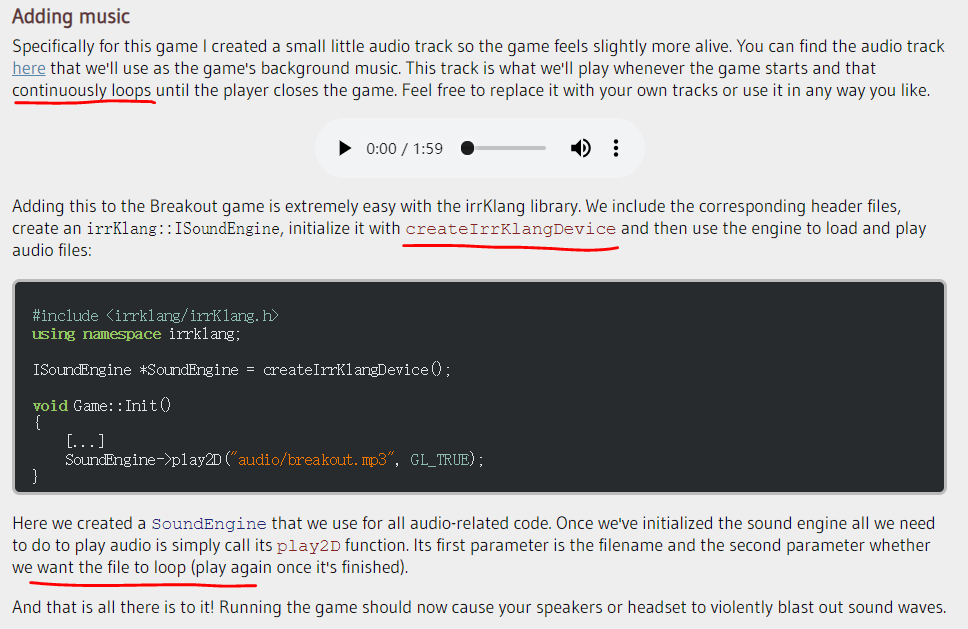 Adding music
Specifically for this game I created a small little audio track so the game feels slightly more alive. You can find the audio track
here that we'll use as the game's background music. This track is what we'll play whenever the game starts and that
continuously loops until the player closes the game. Feel free to replace it with your own tracks or use it in any way you like.
0:00 / 1:59
Adding this to the Breakout game is extremely easy with the irrKlang library. We include the corresponding header files,
create an irrKlang::ISoundEngine, initialize it with createIrrKlangDevice and then use the engine to load and play
audio files:
#include <irrklang/irrKlang.h>
using namespace irrklang;
ISoundEngine *SoundEngine = createIrrKlangDevice();
void Game::Init()
{
    [...]
    SoundEngine->play2D("audio/breakout.mp3", GL_TRUE);
}
Here we created a SoundEngine that we use for all audio-related code. Once we've initialized the sound engine all we need
to do to play audio is simply call its play2D function. Its first parameter is the filename and the second parameter whether
we want the file to loop (play again once it's finished).
And that is all there is to it! Running the game should now cause your speakers or headset to violently blast out sound waves.